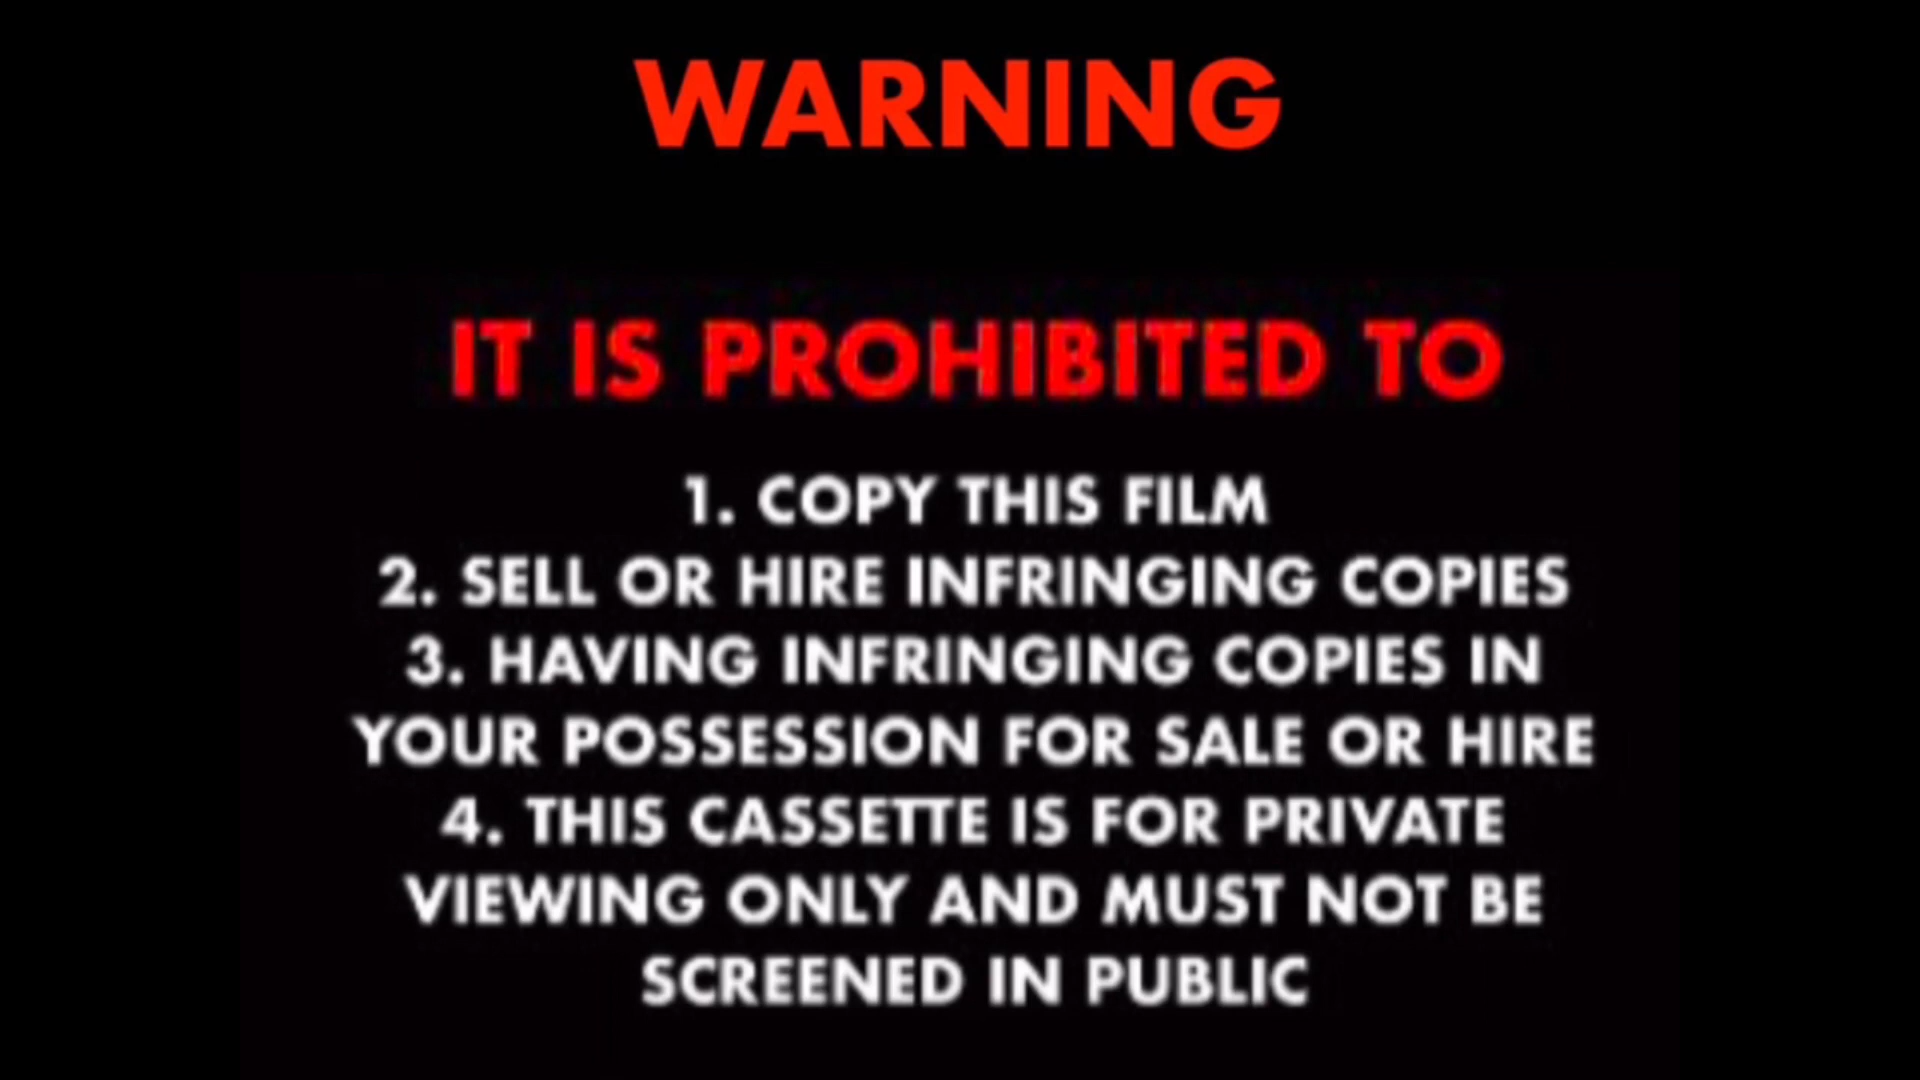 WARNING
IT IS PROHIBITED TO
1. COPY THIS FILM
2. SELL OR HIRE INFRINGING COPIES
3. HAVING INFRINGING COPIES IN
YOUR POSSESSION FOR SALE OR HIRE
4. THIS CASSETTE IS FOR PRIVATE
VIEWING ONLY AND MUST NOT BE
SCREENED IN PUBLIC